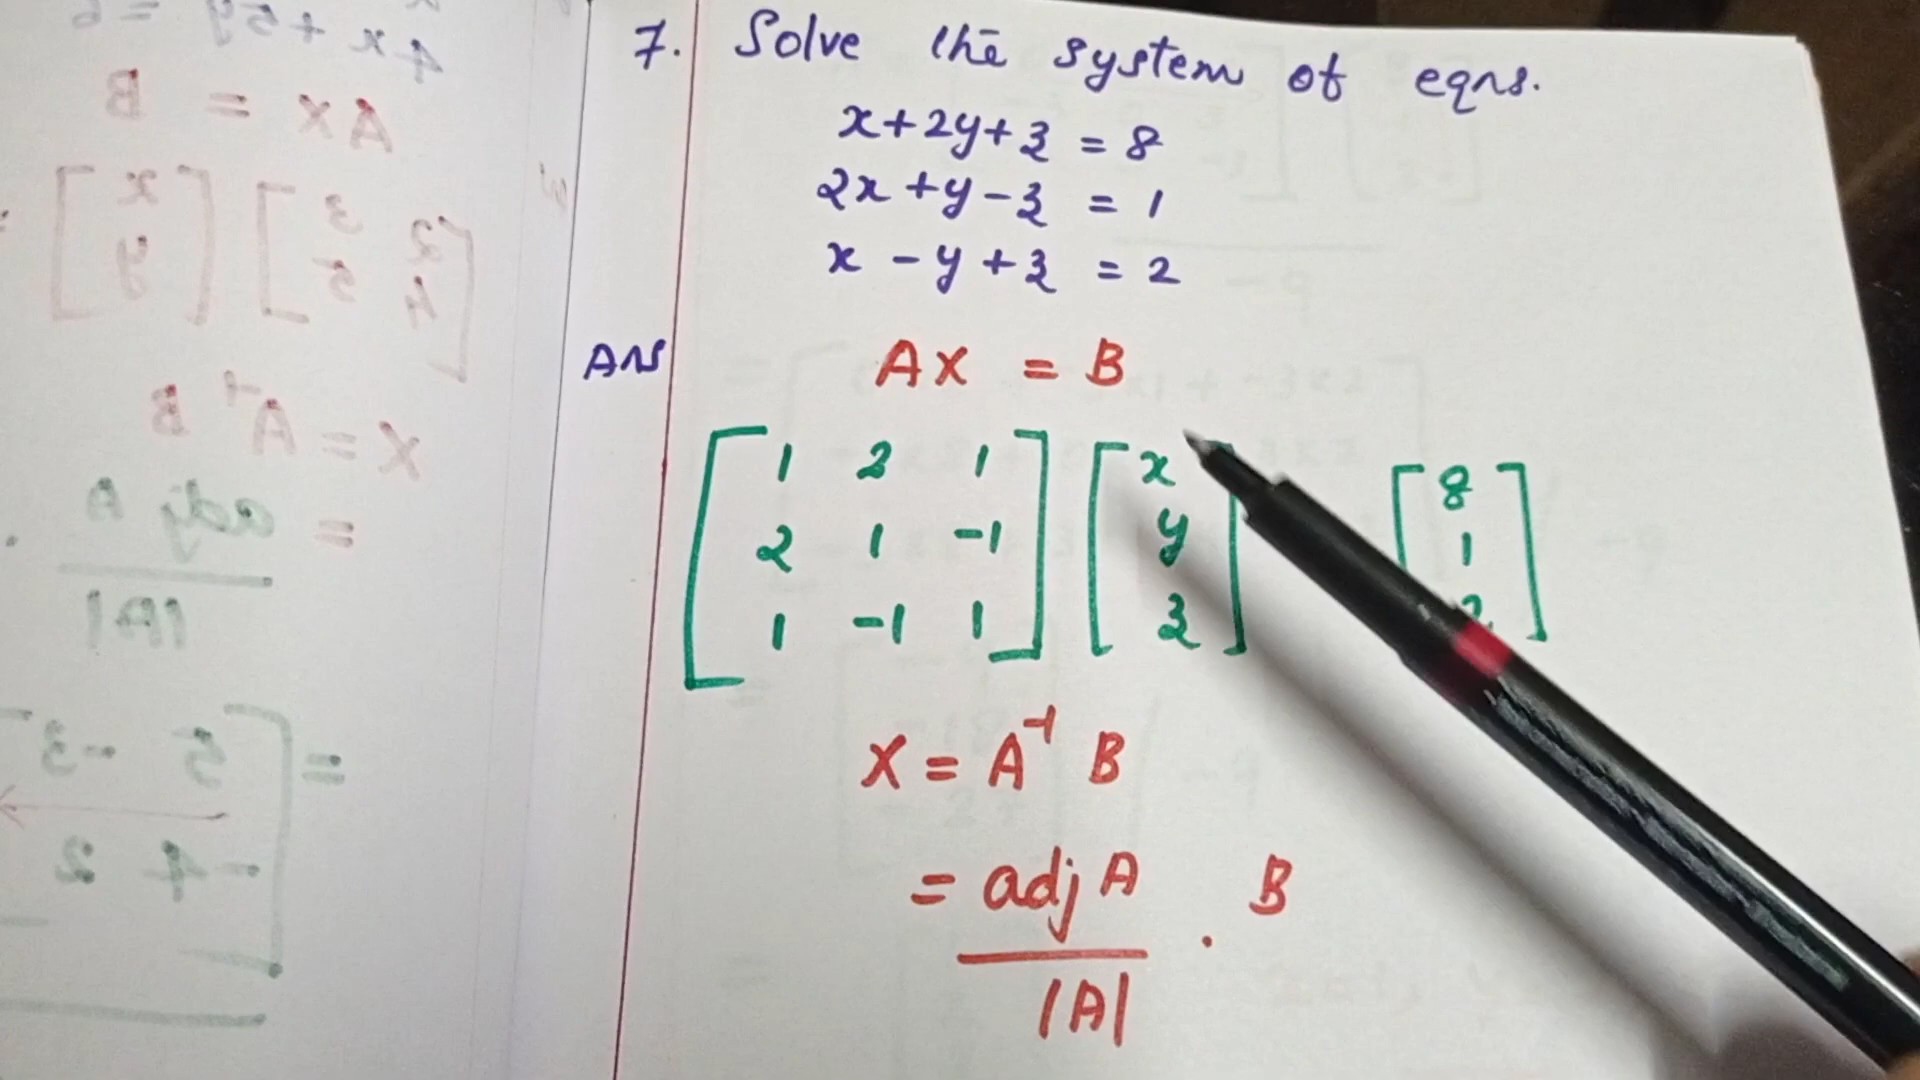 7. Solve the system of eqns.
x+2y+z = 8
2x+y-z = 1
x-y+z = 2
Ans
AX = B
[1 2 1] [x] [8]
[2 1 -1] [y] [1]
[1 -1 1] [z] [2]
X = A⁻¹ B
= adj A / |A| . B